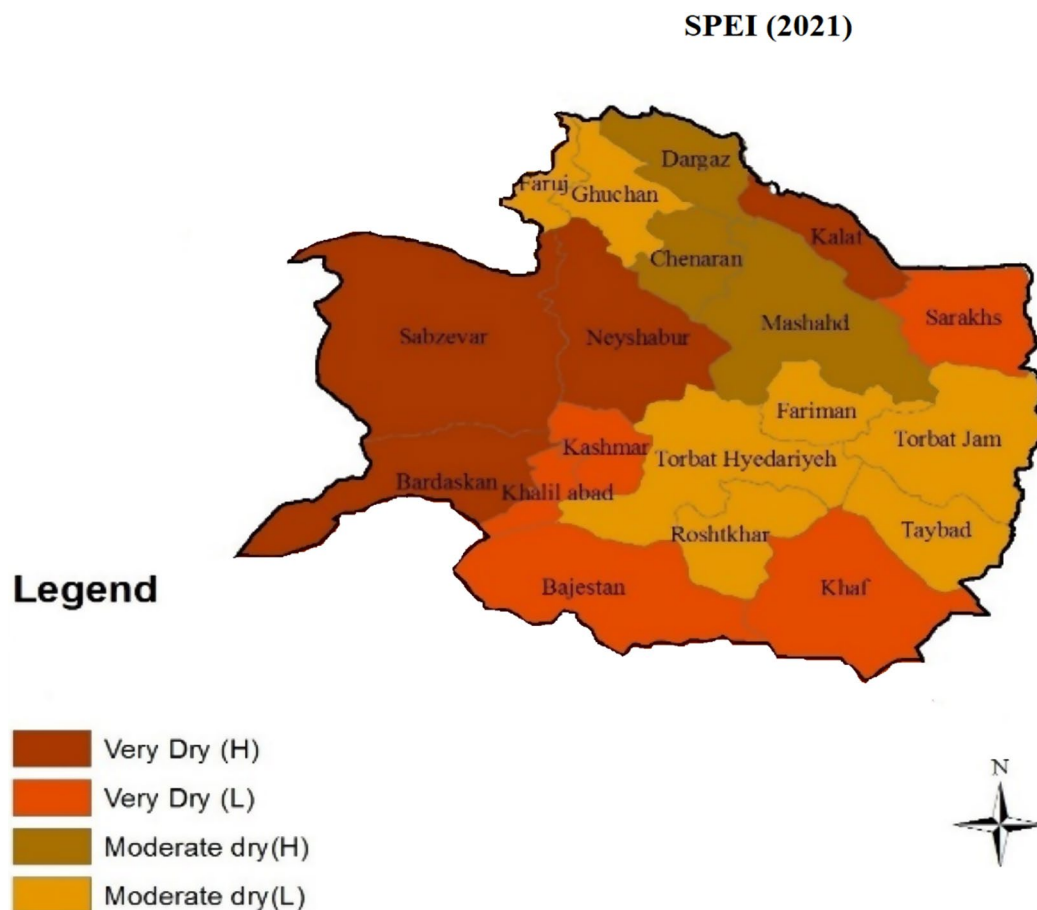 SPEI (2021)
Dargaz
Faruj
Ghuchan
Kalat
Chenaran
Sarakhs
Mashahd
Sabzevar
Neyshabur
Fariman
Torbat Jam
Kashmar
Torbat Hyedariyeh
Bardaskan
Khalil abad
Roshtkhar
Taybad
Bajestan
Khaf
Legend
Very Dry (H)
Very Dry (L)
Moderate dry(H)
Moderate dry(L)
N